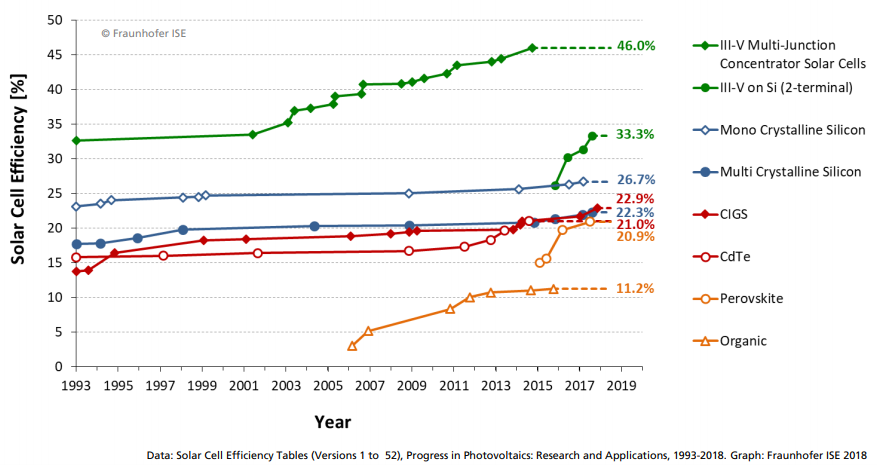 © Fraunhofer ISE
Solar Cell Efficiency [%]
50
45
40
35
30
25
20
15
10
5
0
1993 1995 1997 1999 2001 2003 2005 2007 2009 2011 2013 2015 2017 2019
Year
46.0%
33.3%
26.7%
22.9%
22.3%
21.0%
20.9%
11.2%
III-V Multi-Junction
Concentrator Solar Cells
III-V on Si (2-terminal)
Mono Crystalline Silicon
Multi Crystalline Silicon
CIGS
CdTe
Perovskite
Organic
Data: Solar Cell Efficiency Tables (Versions 1 to 52), Progress in Photovoltaics: Research and Applications, 1993-2018. Graph: Fraunhofer ISE 2018